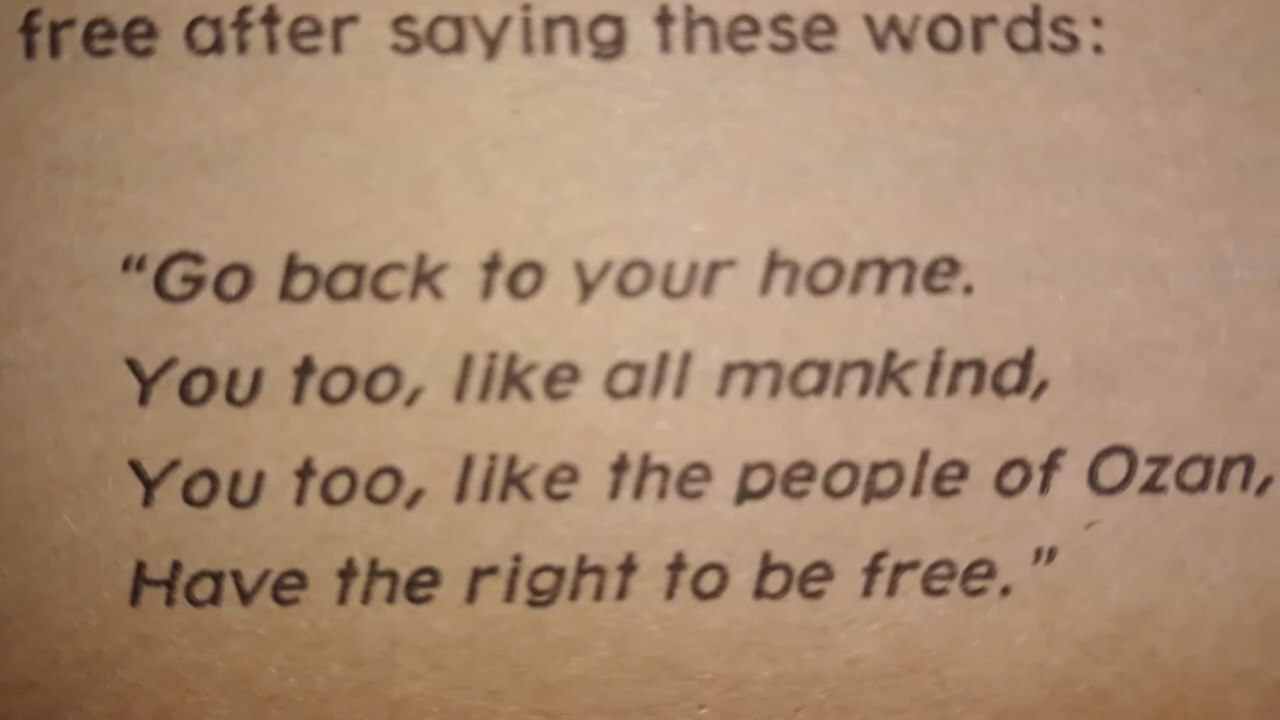 free after saying these words:
“Go back to your home.
You too, like all mankind,
You too, like the people of Ozan,
Have the right to be free.”